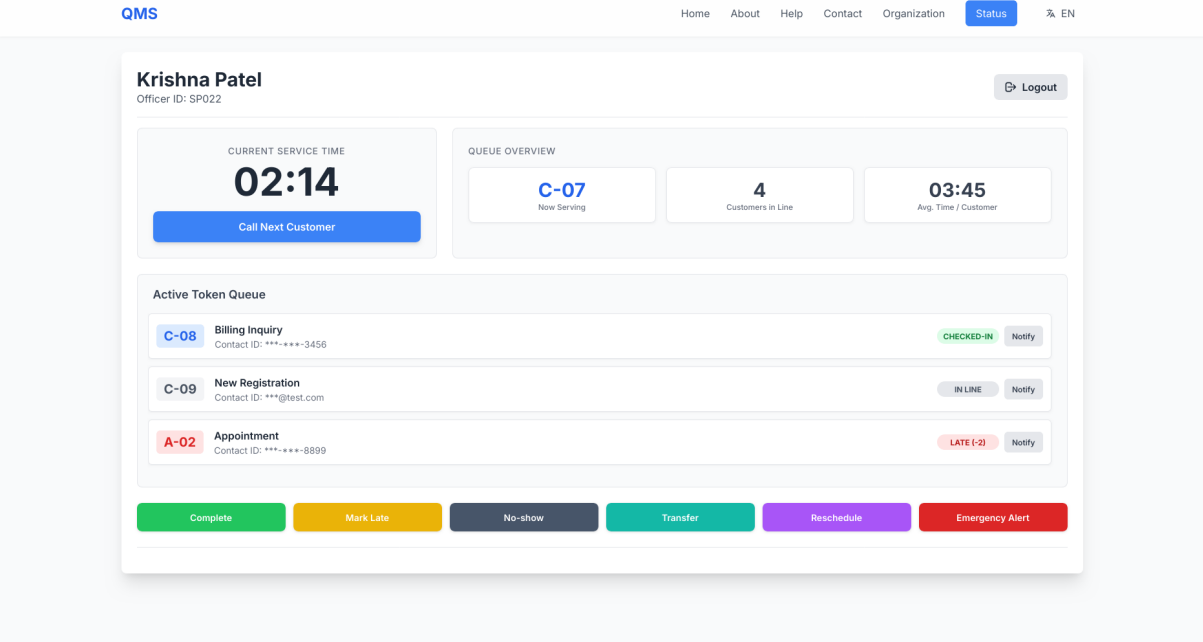 QMS
Home About Help Contact Organization Status EN
Krishna Patel
Officer ID: SP022
Logout
CURRENT SERVICE TIME
02:14
Call Next Customer
QUEUE OVERVIEW
C-07
Now Serving
4
Customers in Line
03:45
Avg. Time / Customer
Active Token Queue
C-08
Billing Inquiry
Contact ID: ***-***-3456
CHECKED-IN
Notify
C-09
New Registration
Contact ID: ***@test.com
IN LINE
Notify
A-02
Appointment
Contact ID: ***-***-8899
LATE (-2)
Notify
Complete Mark Late No-show Transfer Reschedule Emergency Alert